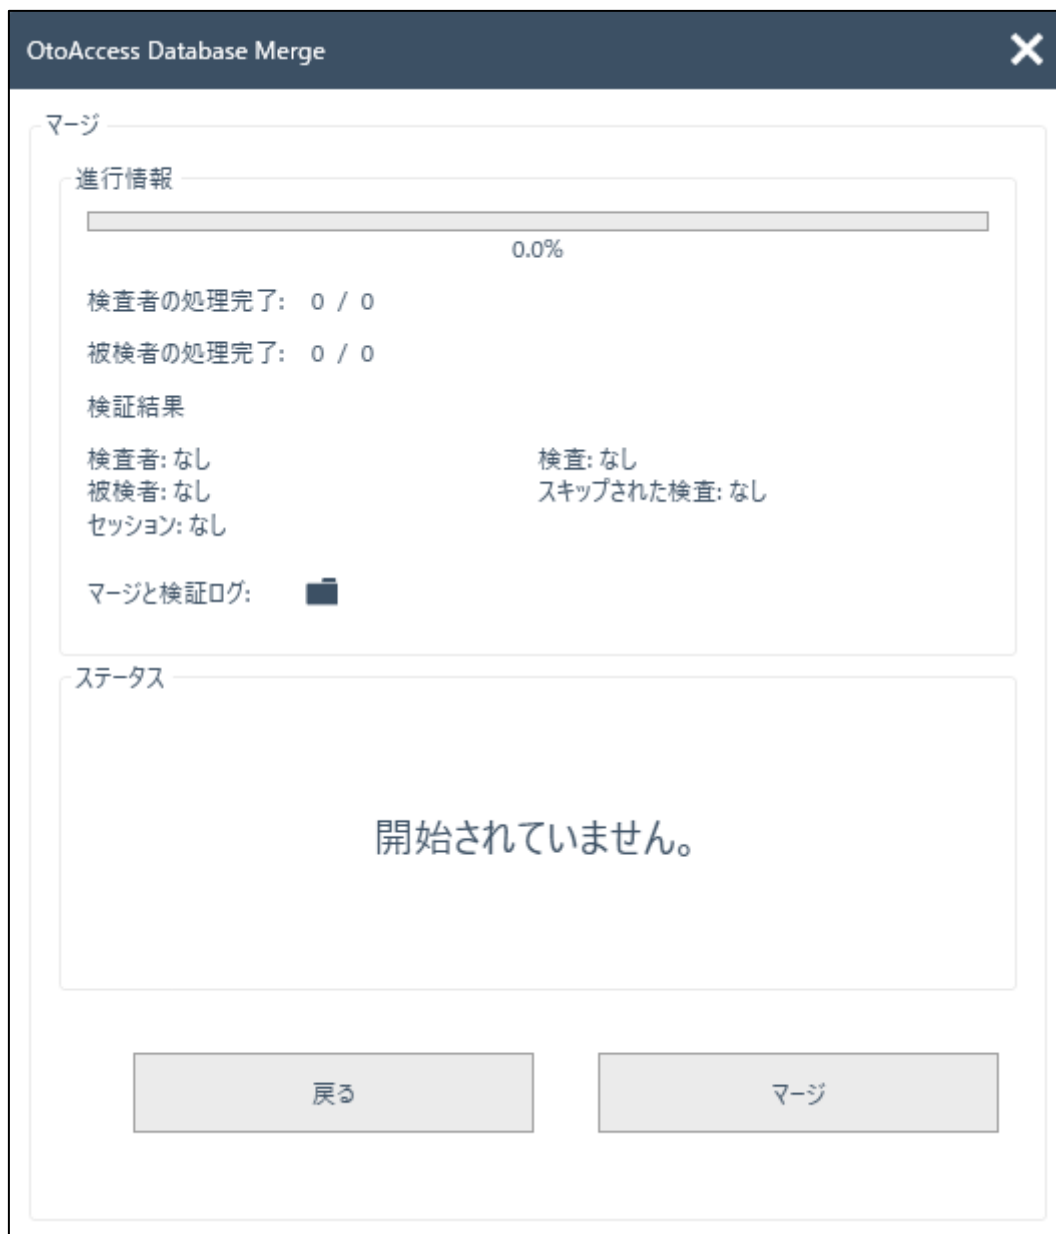 OtoAccess Database Merge
マージ
進行情報
0.0%
検査者の処理完了: 0 / 0
被検者の処理完了: 0 / 0
検証結果
検査者: なし
被検者: なし
セッション: なし
検査: なし
スキップされた検査: なし
マージと検証ログ:
ステータス
開始されていません。
戻る
マージ